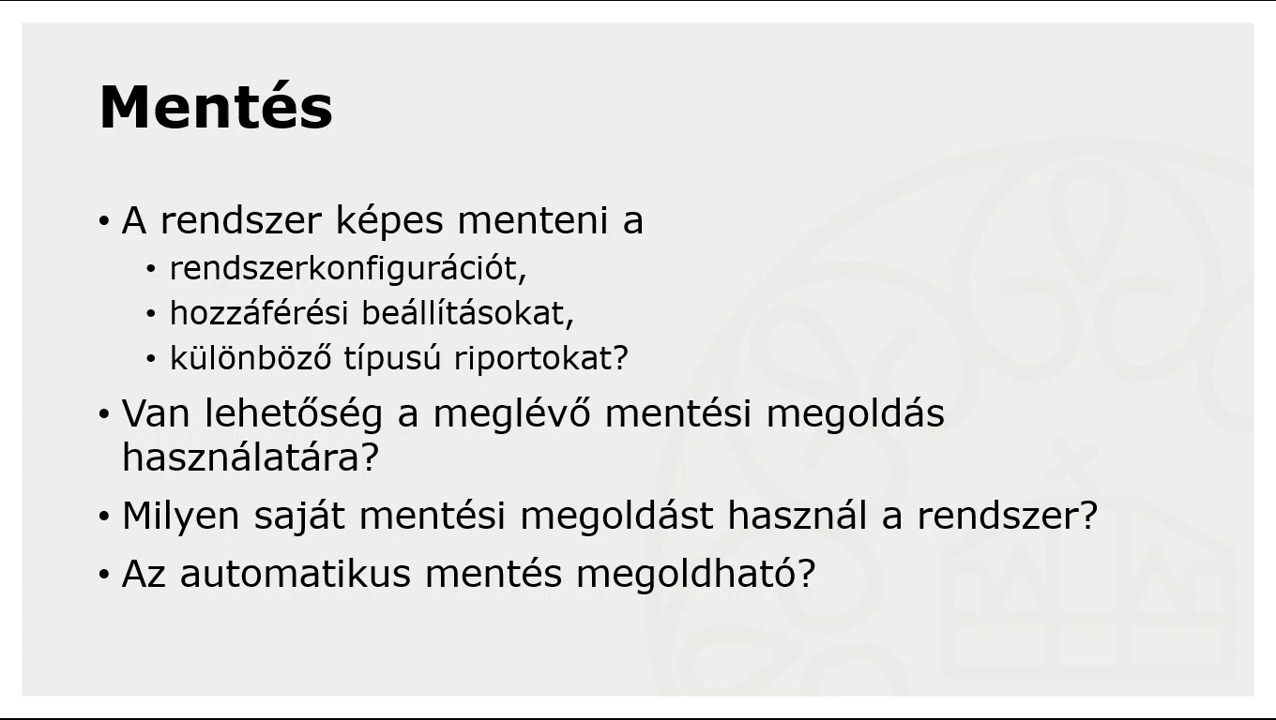 Mentés
• A rendszer képes menteni a
• rendszerkonfigurációt,
• hozzáférési beállításokat,
• különböző típusú riportokat?
• Van lehetőség a meglévő mentési megoldás
használatára?
• Milyen saját mentési megoldást használ a rendszer?
• Az automatikus mentés megoldható?